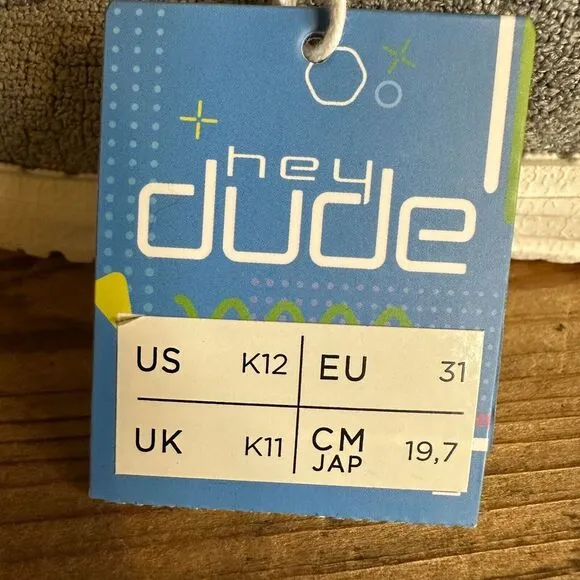 hey
dude
US K12 EU 31
UK K11 CM 19,7
JAP